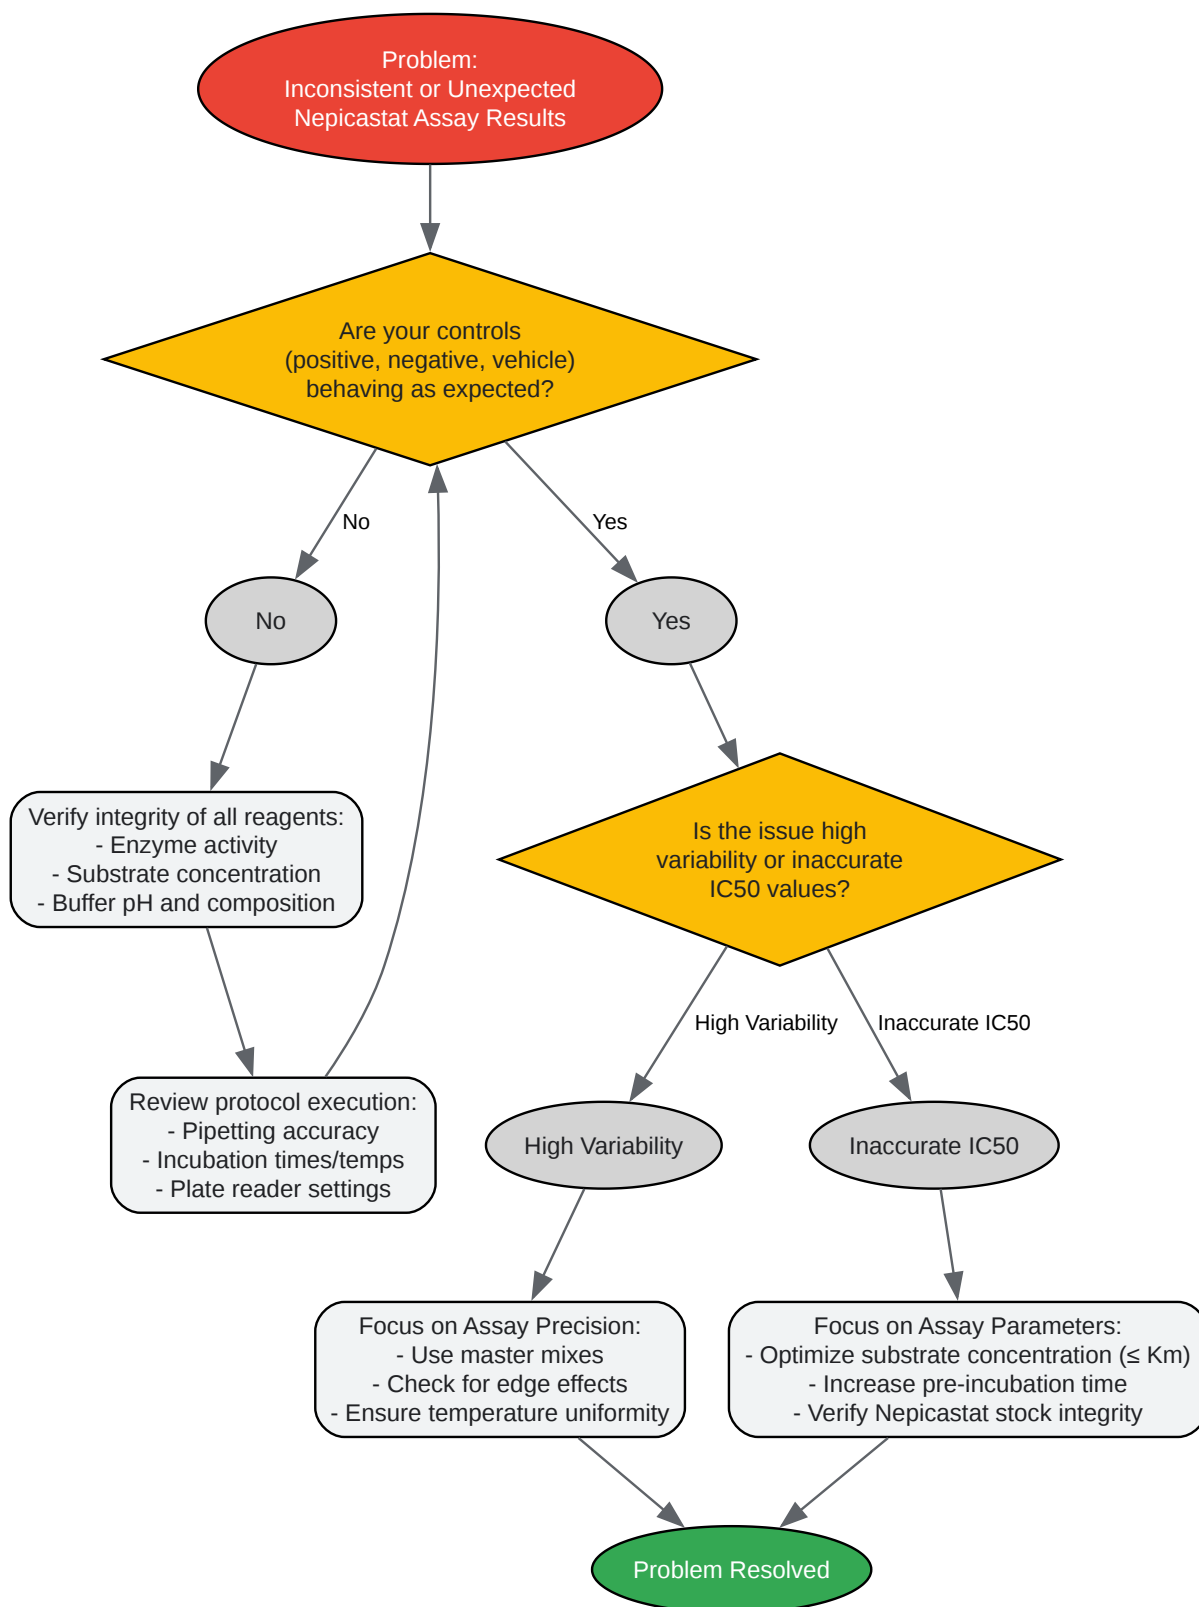 Problem:
Inconsistent or Unexpected
Nepicastat Assay Results
Are your controls
(positive, negative, vehicle)
behaving as expected?
No
Yes
No
Yes
Verify integrity of all reagents:
- Enzyme activity
- Substrate concentration
- Buffer pH and composition
Is the issue high
variability or inaccurate
IC50 values?
High Variability
Inaccurate IC50
Review protocol execution:
- Pipetting accuracy
- Incubation times/temps
- Plate reader settings
High Variability
Inaccurate IC50
Focus on Assay Precision:
- Use master mixes
- Check for edge effects
- Ensure temperature uniformity
Focus on Assay Parameters:
- Optimize substrate concentration (≤ Km)
- Increase pre-incubation time
- Verify Nepicastat stock integrity
Problem Resolved